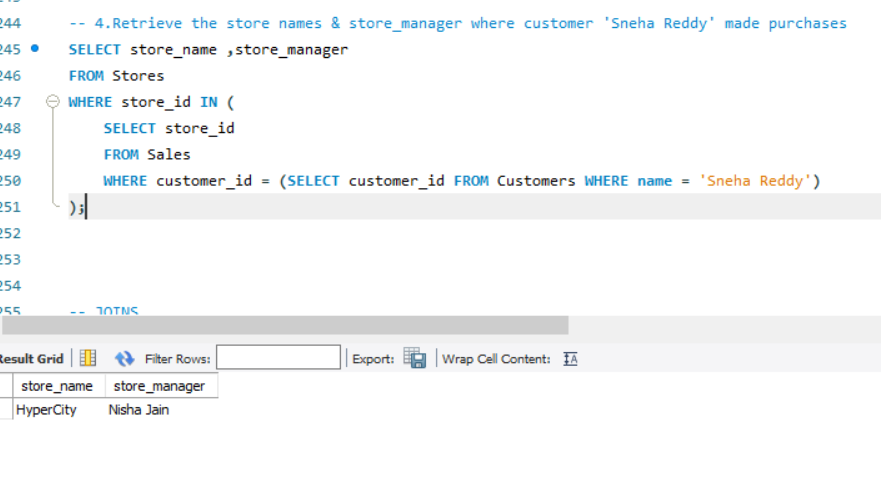 244 -- 4.Retrieve the store names & store_manager where customer 'Sneha Reddy' made purchases
245 SELECT store_name ,store_manager
246 FROM Stores
247 WHERE store_id IN (
248 SELECT store_id
249 FROM Sales
250 WHERE customer_id = (SELECT customer_id FROM Customers WHERE name = 'Sneha Reddy')
251 );
252
253
254
255 -- JOINS
Result Grid Filter Rows: Export: Wrap Cell Content: IA
store_name store_manager
HyperCity Nisha Jain